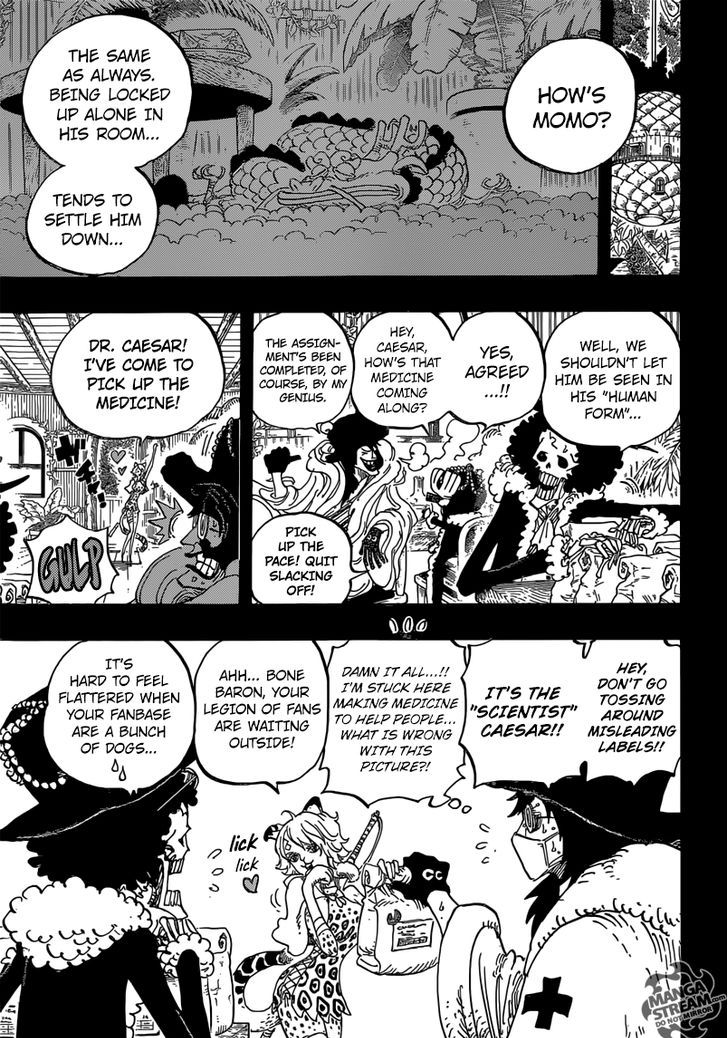 HOW'S
MOMO?
THE SAME
AS ALWAYS.
BEING LOCKED
UP ALONE IN
HIS ROOM...
TENDS TO
SETTLE HIM
DOWN...
WELL, WE
SHOULDN'T LET
HIM BE SEEN IN
HIS "HUMAN
FORM"...
YES,
AGREED
...!!
HEY,
CAESAR,
HOW'S THAT
MEDICINE
COMING
ALONG?
THE ASSIGN-
MENT'S BEEN
COMPLETED, OF
COURSE, BY MY
GENIUS.
PICK
UP THE
PACE! QUIT
SLACKING
OFF!
DR. CAESAR!
I'VE COME TO
PICK UP THE
MEDICINE!
GULP
HEY,
DON'T GO
TOSSING
AROUND
MISLEADING
LABELS!!
IT'S THE
"SCIENTIST"
CAESAR!!
DAMN IT ALL...!!
I'M STUCK HERE
MAKING MEDICINE
TO HELP PEOPLE...
WHAT IS WRONG
WITH THIS
PICTURE?!
AHH... BONE
BARON, YOUR
LEGION OF FANS
ARE WAITING
OUTSIDE!
IT'S
HARD TO FEEL
FLATTERED WHEN
YOUR FANBASE
ARE A BUNCH
OF DOGS...
lick
lick
CC
MANGA
STREAM.com
DO NOT MIRROR